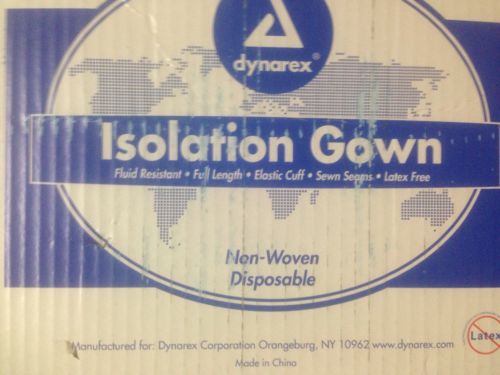 dynarex®
Isolation Gown
Fluid Resistant • Full Length • Elastic Cuff • Sewn Seams • Latex Free
Non-Woven
Disposable
Latex
Manufactured for: Dynarex Corporation Orangeburg, NY 10962 www.dynarex.com
Made in China